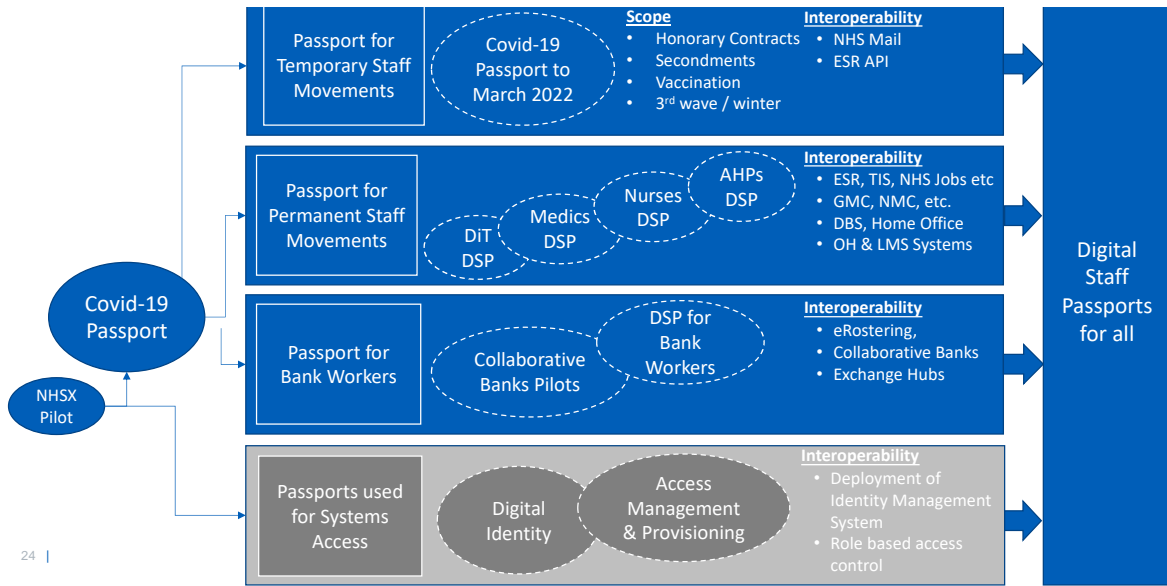 Passport for
Temporary Staff
Movements
Covid-19
Passport to
March 2022
Scope
• Honorary Contracts
• Secondments
• Vaccination
• 3rd wave / winter
Interoperability
• NHS Mail
• ESR API
Passport for
Permanent Staff
Movements
DiT
DSP
Medics
DSP
Nurses
DSP
AHPs
DSP
Interoperability
• ESR, TIS, NHS Jobs etc
• GMC, NMC, etc.
• DBS, Home Office
• OH & LMS Systems
Covid-19
Passport
NHSX
Pilot
Passport for
Bank Workers
Collaborative
Banks Pilots
DSP for
Bank
Workers
Interoperability
• eRostering,
• Collaborative Banks
• Exchange Hubs
Passports used
for Systems
Access
Digital
Identity
Access
Management
& Provisioning
Interoperability
• Deployment of
Identity Management
System
• Role based access
control
Digital
Staff
Passports
for all
24 |